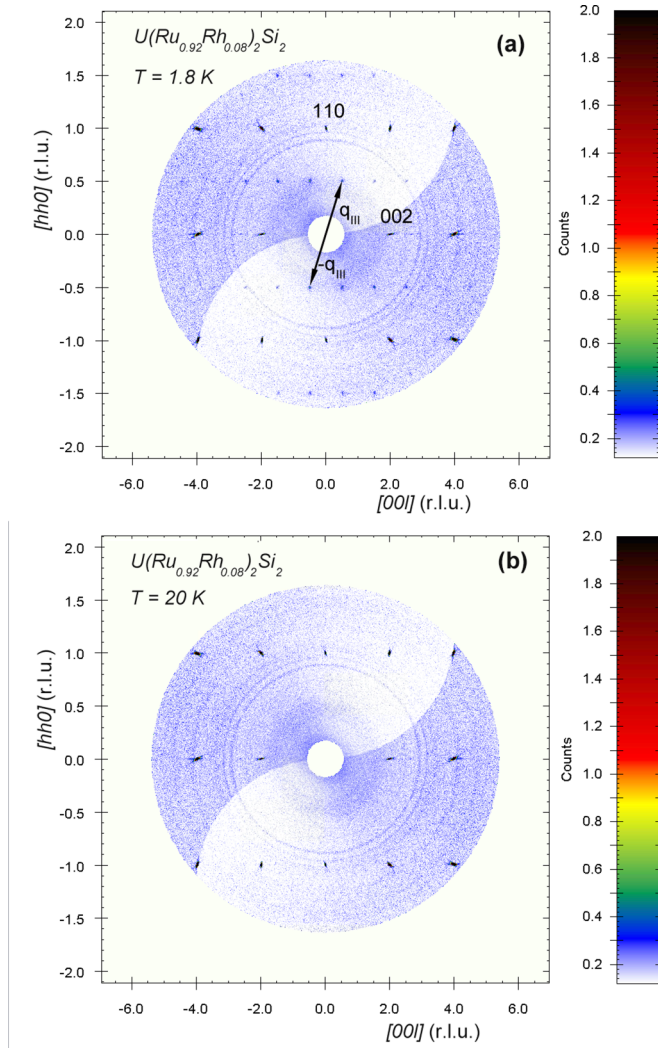 2.0
1.5
1.0
0.5
0.0
-0.5
-1.0
-1.5
-2.0
[hh0] (r.l.u.)
U(Ru0.92Rh0.08)2Si2
T = 1.8 K
(a)
110
002
qIII
-qIII
-6.0 -4.0 -2.0 0.0 2.0 4.0 6.0
[00l] (r.l.u.)
2.0
1.8
1.6
1.4
1.2
1.0
0.8
0.6
0.4
0.2
Counts
2.0
1.5
1.0
0.5
0.0
-0.5
-1.0
-1.5
-2.0
[hh0] (r.l.u.)
U(Ru0.92Rh0.08)2Si2
T = 20 K
(b)
-6.0 -4.0 -2.0 0.0 2.0 4.0 6.0
[00l] (r.l.u.)
2.0
1.8
1.6
1.4
1.2
1.0
0.8
0.6
0.4
0.2
Counts